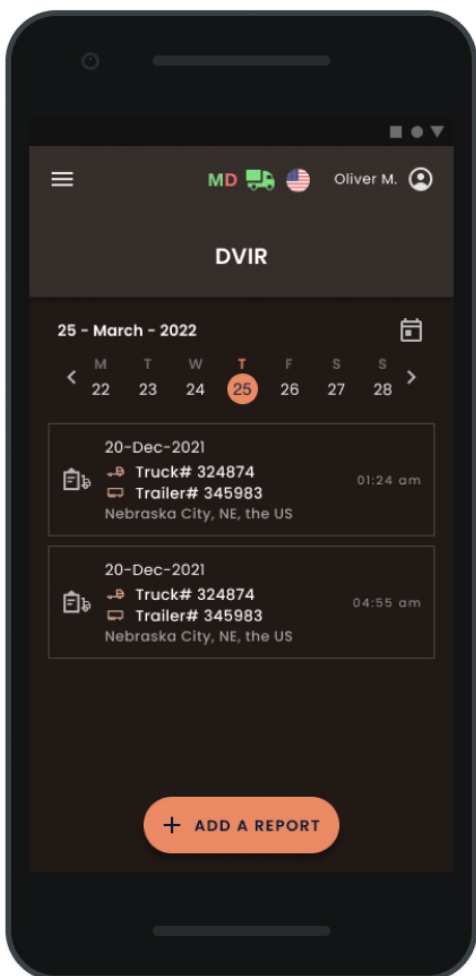 MD Oliver M.
DVIR
25 - March - 2022
M T W T F S S
22 23 24 25 26 27 28
20-Dec-2021
Truck# 324874
01:24 am
Trailer# 345983
Nebraska City, NE, the US
20-Dec-2021
Truck# 324874
04:55 am
Trailer# 345983
Nebraska City, NE, the US
+ ADD A REPORT